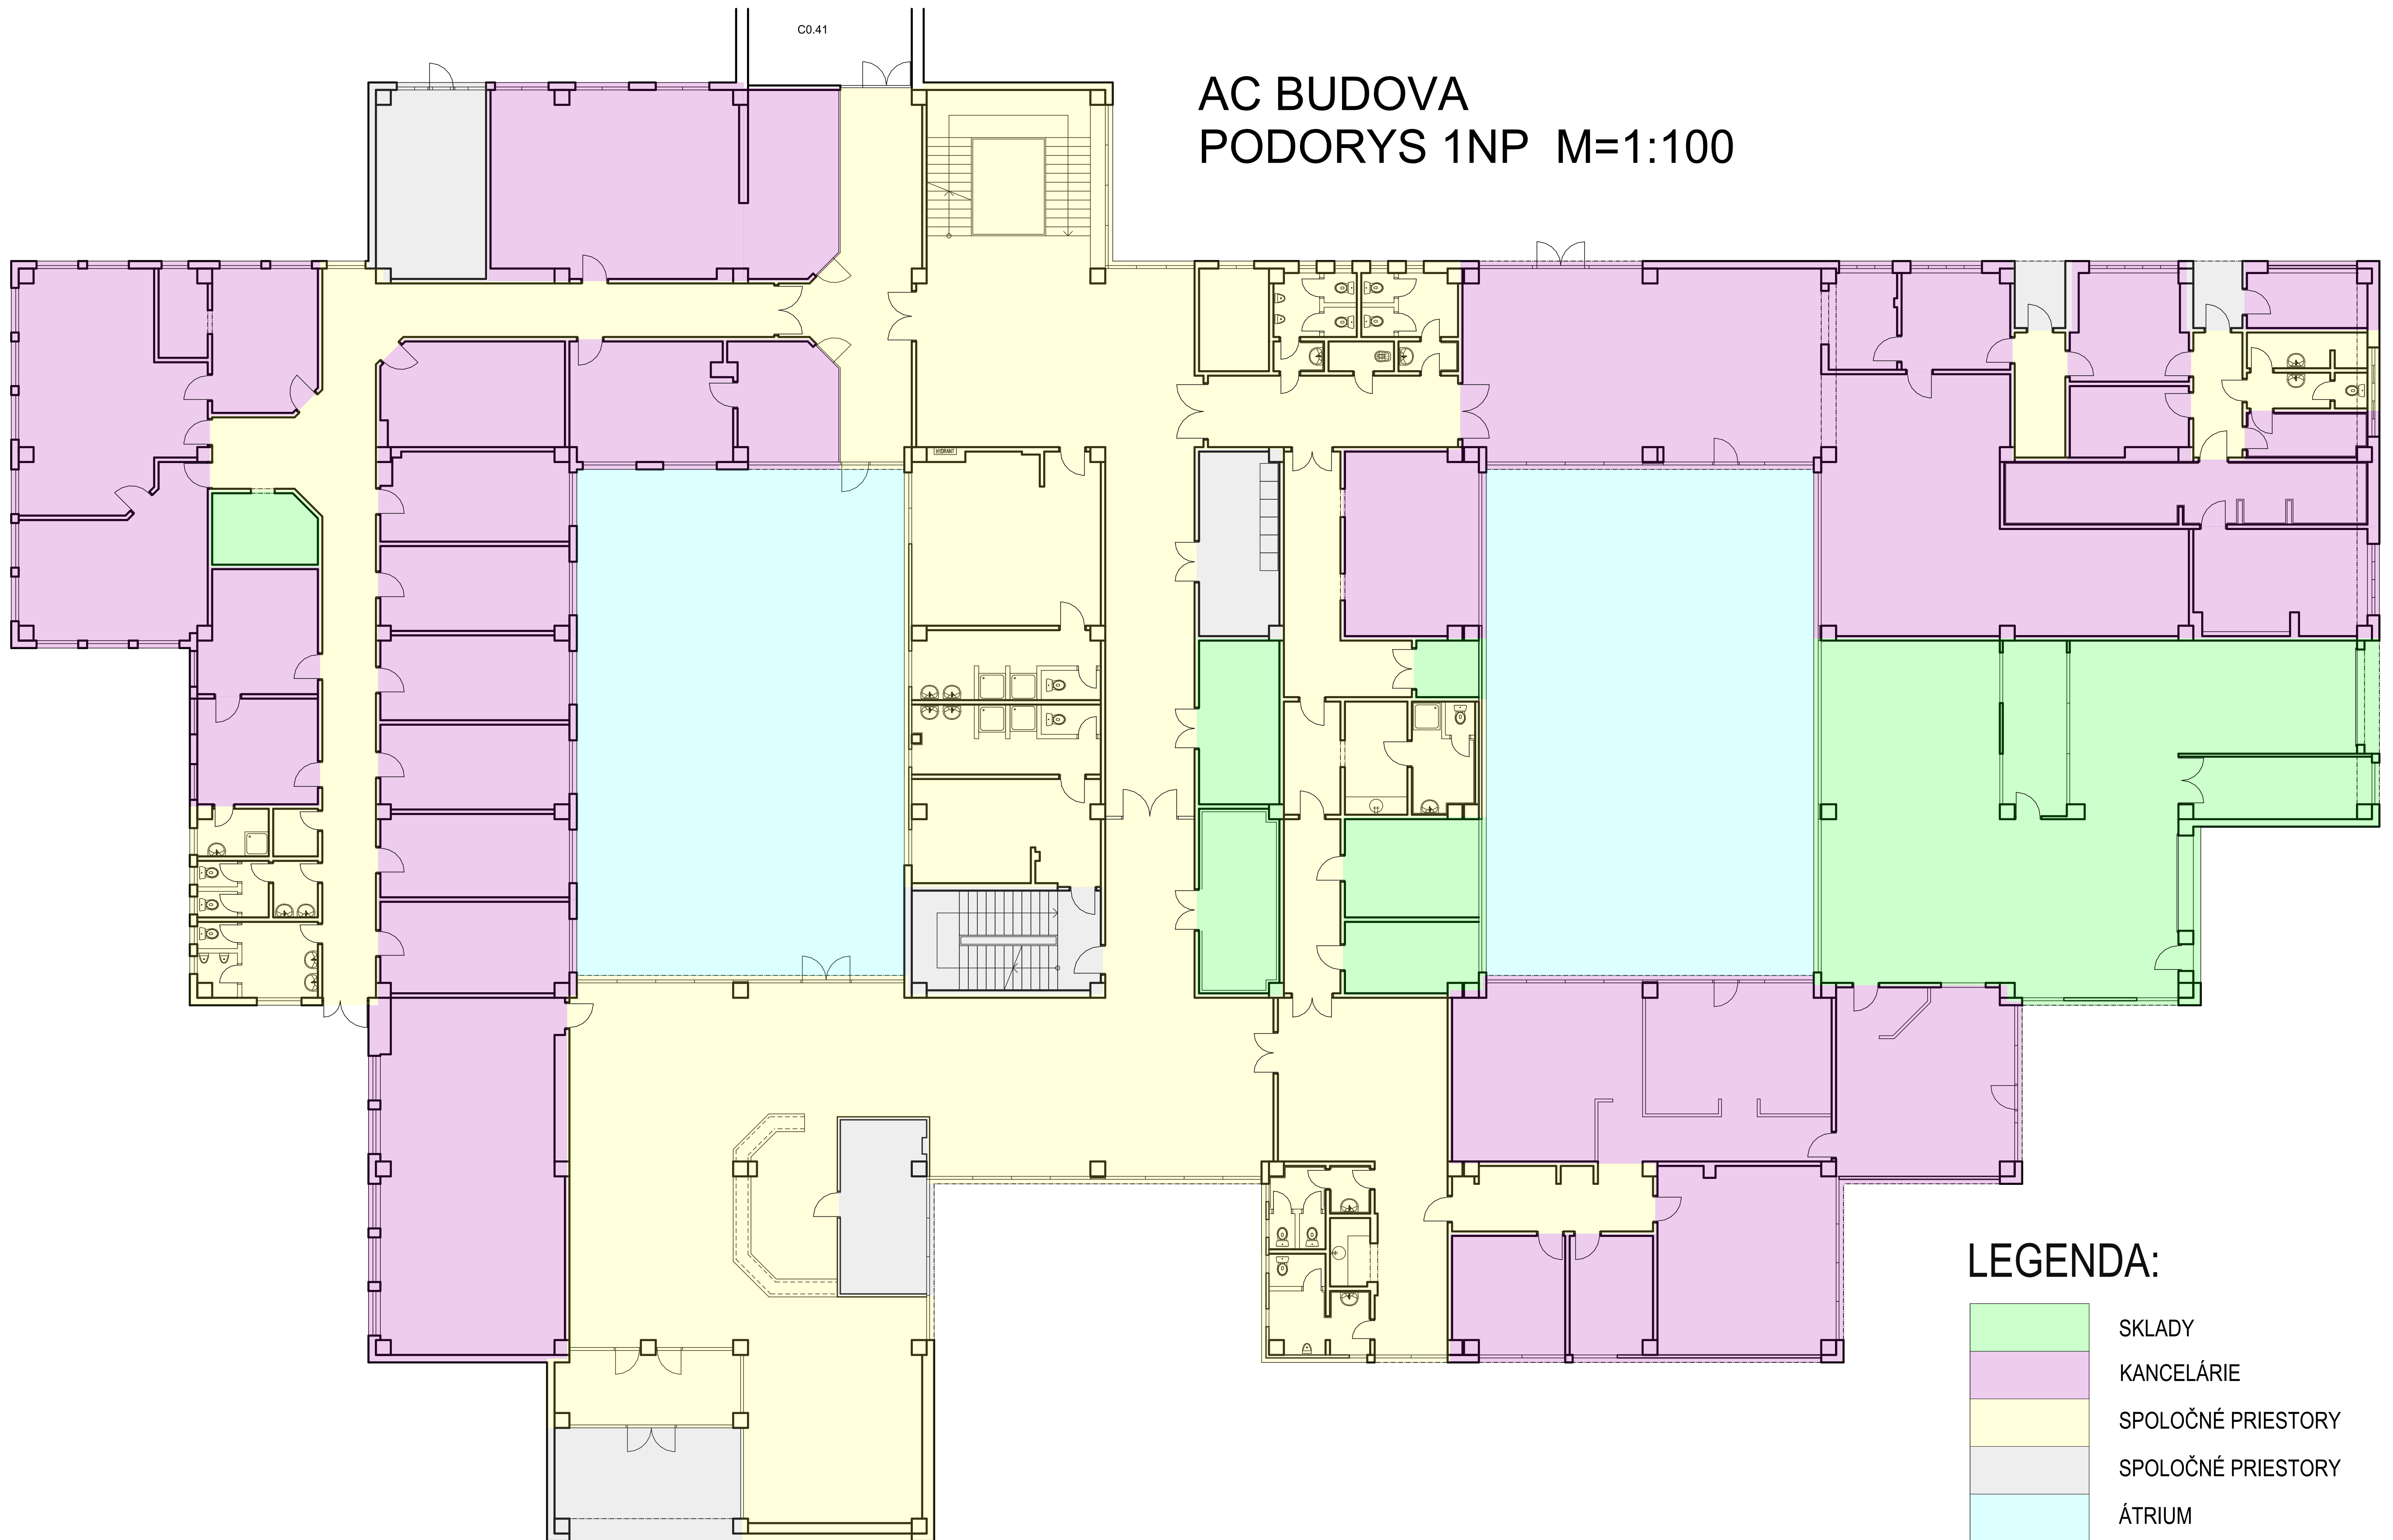 C0.41
AC BUDOVA
PODORYS 1NP M=1:100
HYDRANT
LEGENDA:
SKLADY
KANCELÁRIE
SPOLOČNÉ PRIESTORY
SPOLOČNÉ PRIESTORY
ÁTRIUM